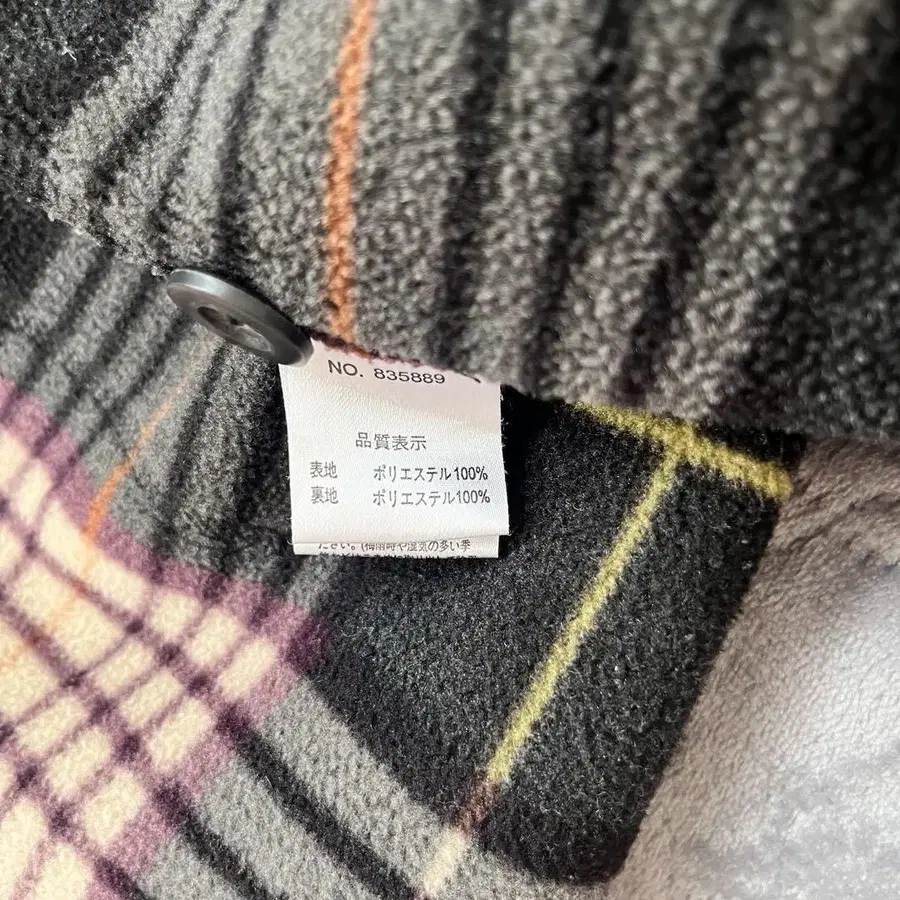 NO. 835889
品質表示
表地 ポリエステル100%
裏地 ポリエステル100%
ださい。(梅雨時や湿気の多い季